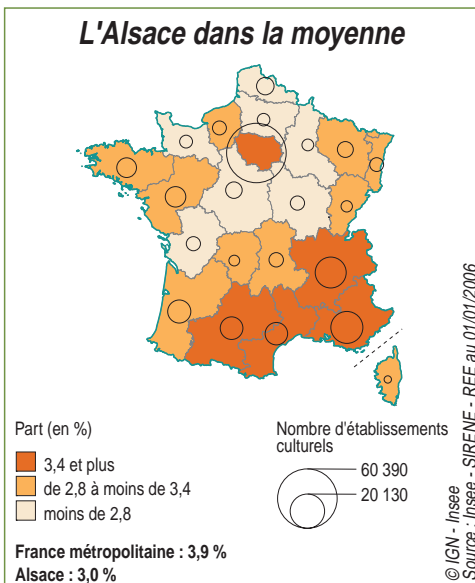 L'Alsace dans la moyenne
Part (en %)
3,4 et plus
de 2,8 à moins de 3,4
moins de 2,8
France métropolitaine : 3,9 %
Alsace : 3,0 %
Nombre d'établissements
culturels
60 390
20 130
© IGN - Insee
Source : Insee - SIRENE - REE au 01/01/2006